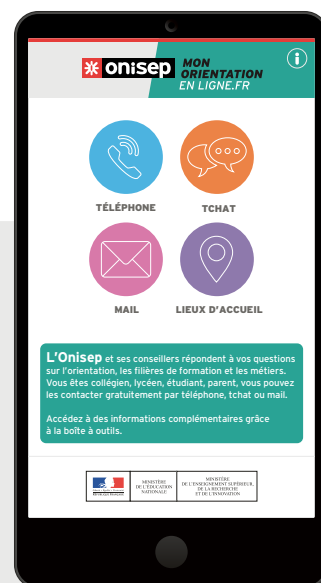 onisep MON
ORIENTATION
EN LIGNE.FR
i
TÉLÉPHONE
TCHAT
MAIL
LIEUX D'ACCUEIL
L'Onisep et ses conseillers répondent à vos questions
sur l'orientation, les filières de formation et les métiers.
Vous êtes collégien, lycéen, étudiant, parent, vous pouvez
les contacter gratuitement par téléphone, tchat ou mail.
Accédez à des informations complémentaires grâce
à la boîte à outils.
MINISTÈRE
DE L'ÉDUCATION
NATIONALE
MINISTÈRE
DE L'ENSEIGNEMENT SUPÉRIEUR,
DE LA RECHERCHE
ET DE L'INNOVATION
RÉPUBLIQUE FRANÇAISE